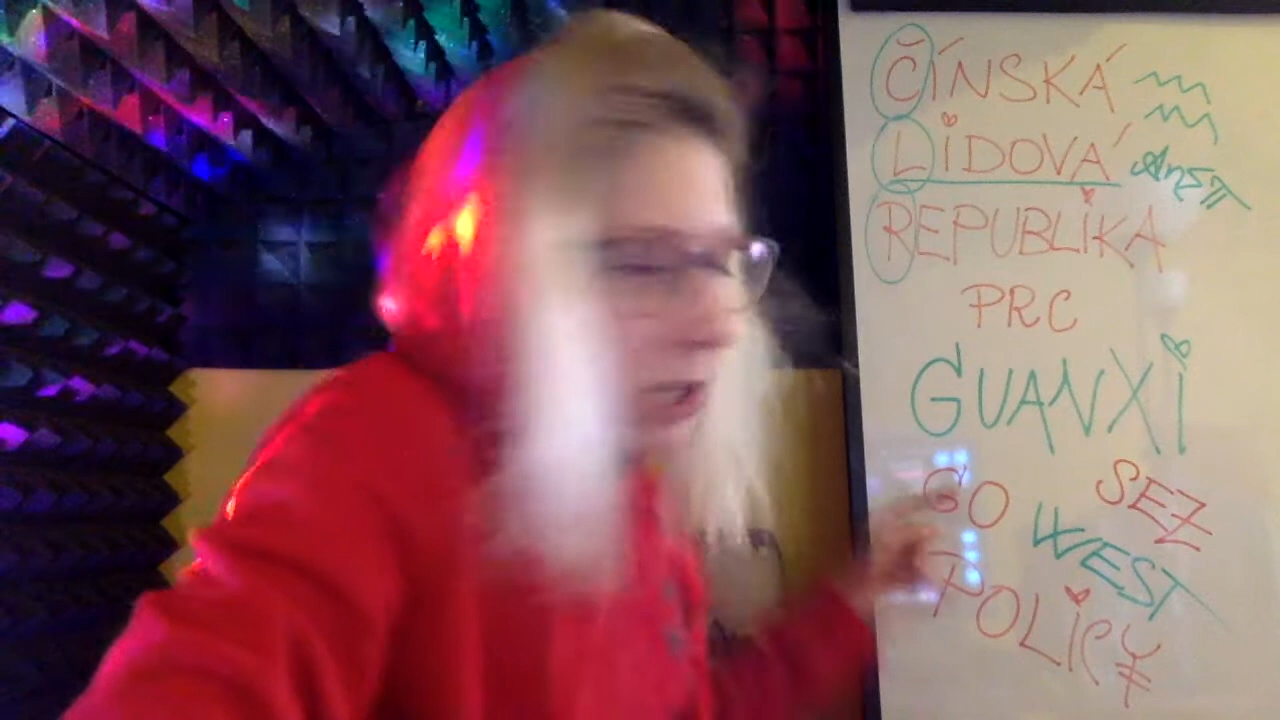 ČÍNSKÁ
LIDOVÁ
REPUBLIKA
PRC
GUANXI
GO WEST SEZ
POLICY